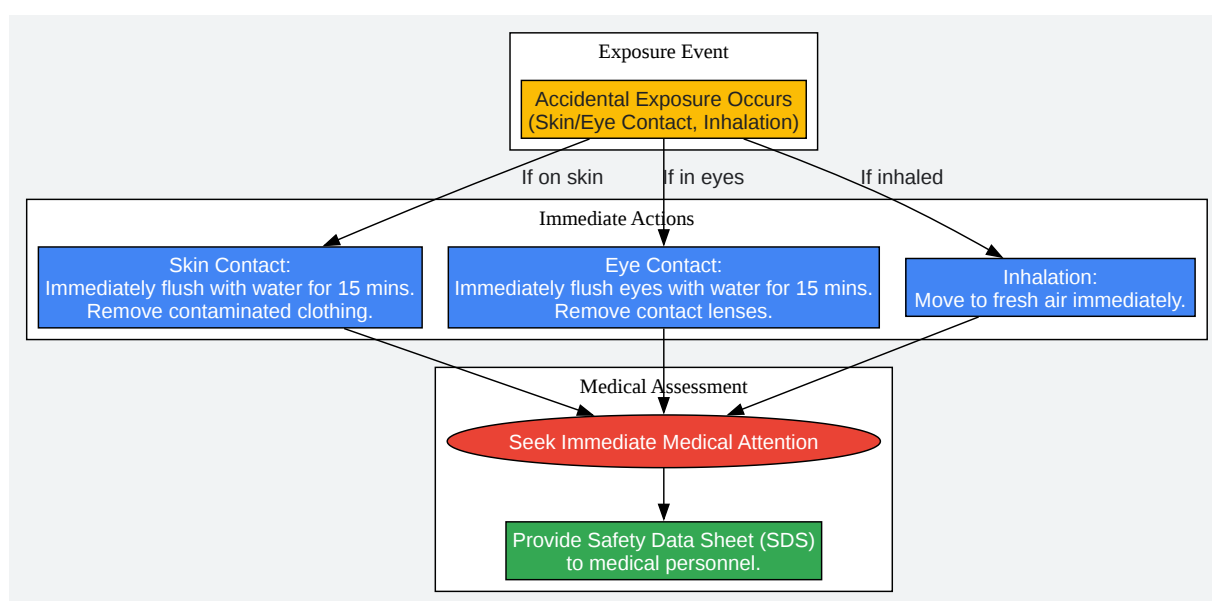 Exposure Event
Accidental Exposure Occurs
(Skin/Eye Contact, Inhalation)
If on skin
If in eyes
If inhaled
Immediate Actions
Skin Contact:
Immediately flush with water for 15 mins.
Remove contaminated clothing.
Eye Contact:
Immediately flush eyes with water for 15 mins.
Remove contact lenses.
Inhalation:
Move to fresh air immediately.
Medical Assessment
Seek Immediate Medical Attention
Provide Safety Data Sheet (SDS)
to medical personnel.